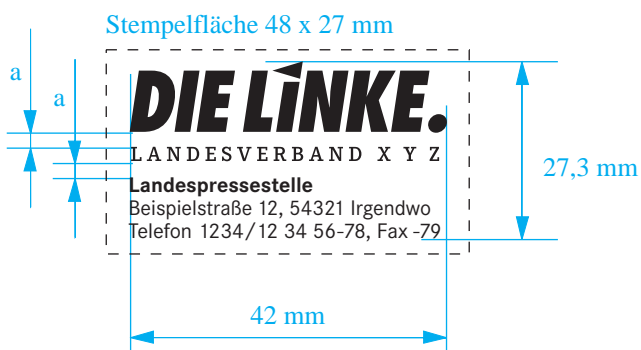 Stempelfläche 48 x 27 mm
a
a
DIE LINKE.
LANDESVERBAND X Y Z
Landespressestelle
Beispielstraße 12, 54321 Irgendwo
Telefon 1234/12 34 56-78, Fax -79
27,3 mm
42 mm